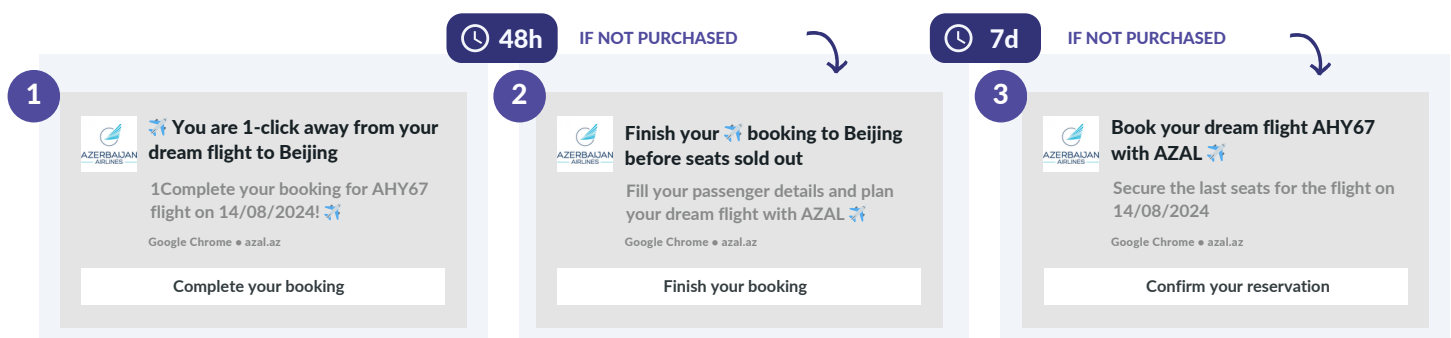 48h IF NOT PURCHASED
7d IF NOT PURCHASED
1
AZERBAIJAN
AIRLINES
✈️ You are 1-click away from your
dream flight to Beijing
1Complete your booking for AHY67
flight on 14/08/2024! ✈️
Google Chrome • azal.az
Complete your booking
2
AZERBAIJAN
AIRLINES
Finish your ✈️ booking to Beijing
before seats sold out
Fill your passenger details and plan
your dream flight with AZAL ✈️
Google Chrome • azal.az
Finish your booking
3
AZERBAIJAN
AIRLINES
Book your dream flight AHY67
with AZAL ✈️
Secure the last seats for the flight on
14/08/2024
Google Chrome • azal.az
Confirm your reservation